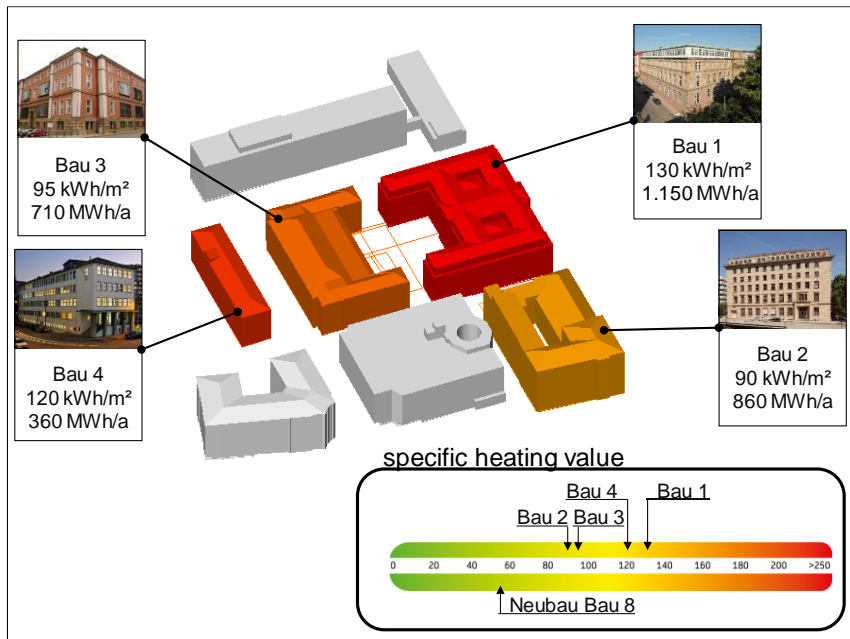 Bau 3
95 kWh/m²
710 MWh/a
Bau 1
130 kWh/m²
1.150 MWh/a
Bau 4
120 kWh/m²
360 MWh/a
Bau 2
90 kWh/m²
860 MWh/a
specific heating value
Bau 4 Bau 1
Bau 2 Bau 3
0 20 40 60 80 100 120 140 160 180 200 >250
Neubau Bau 8